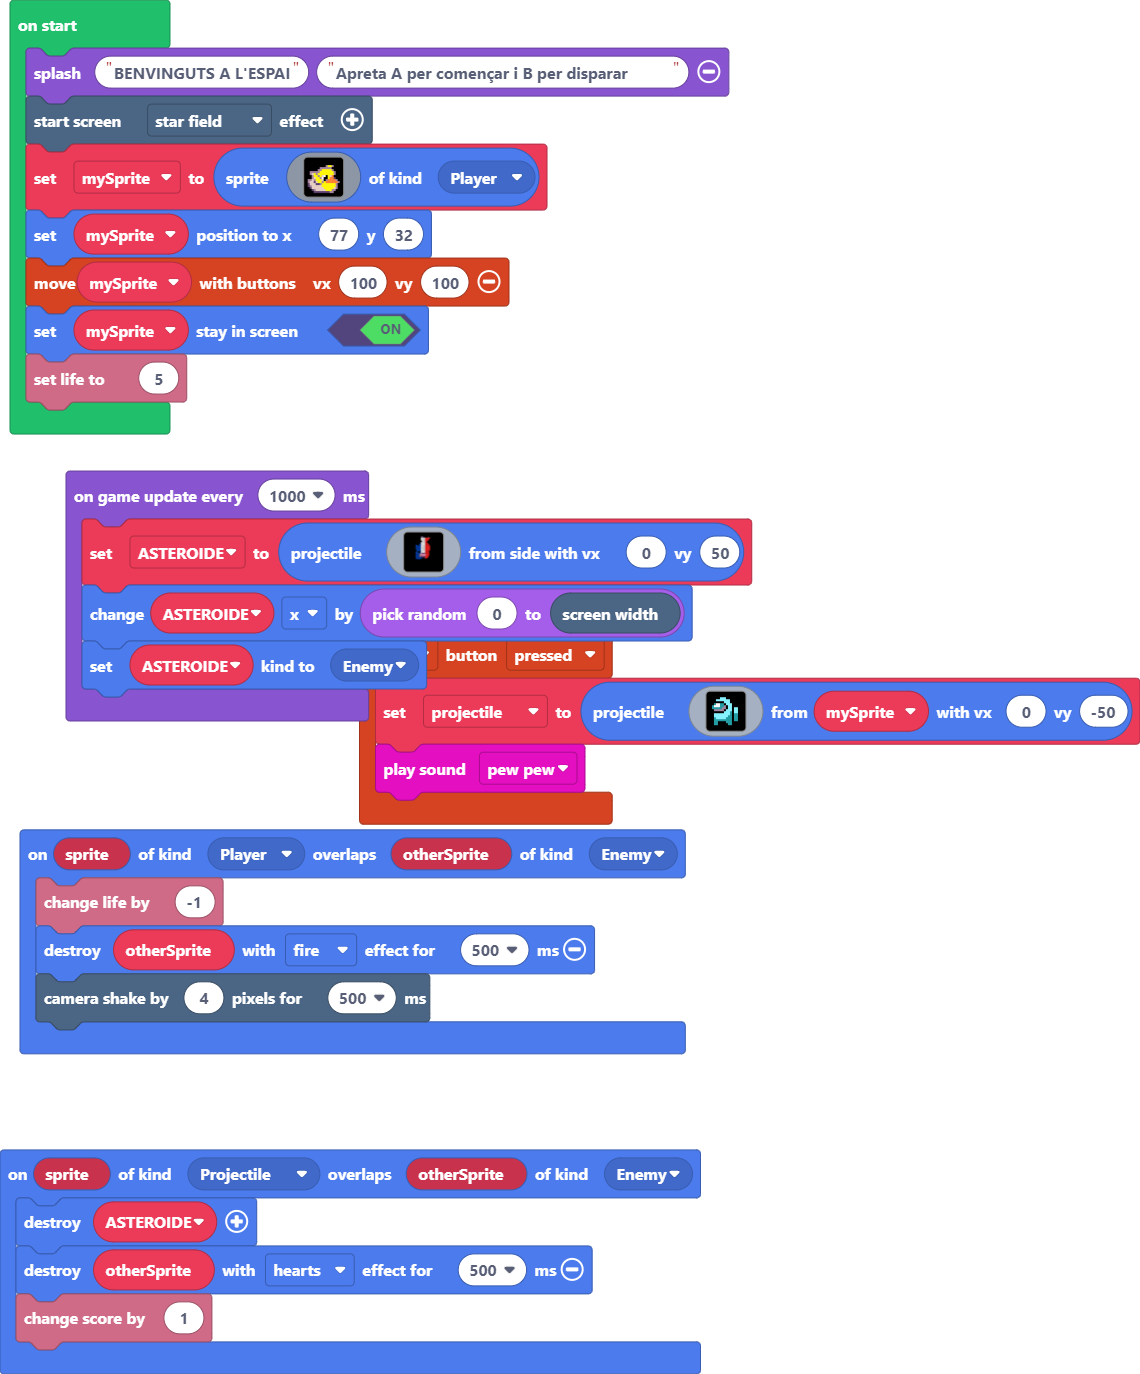 on start
splash "BENVINGUTS A L'ESPAI" "Apreta A per començar i B per disparar"
start screen star field effect
set mySprite to sprite of kind Player
set mySprite position to x 77 y 32
move mySprite with buttons vx 100 vy 100
set mySprite stay in screen ON
set life to 5
on game update every 1000 ms
set ASTEROIDE to projectile from side with vx 0 vy 50
change ASTEROIDE x by pick random 0 to screen width
set ASTEROIDE kind to Enemy
button pressed
set projectile to projectile from mySprite with vx 0 vy -50
play sound pew pew
on sprite of kind Player overlaps otherSprite of kind Enemy
change life by -1
destroy otherSprite with fire effect for 500 ms
camera shake by 4 pixels for 500 ms
on sprite of kind Projectile overlaps otherSprite of kind Enemy
destroy ASTEROIDE
destroy otherSprite with hearts effect for 500 ms
change score by 1